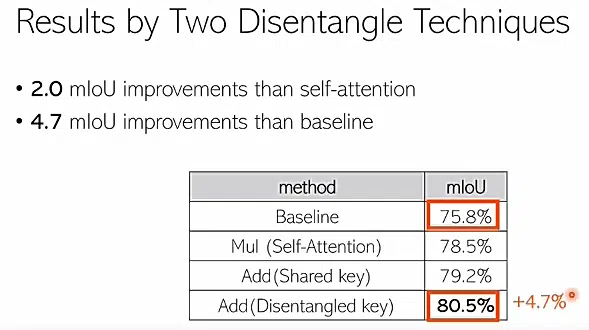 Results by Two Disentangle Techniques
• 2.0 mIoU improvements than self-attention
• 4.7 mIoU improvements than baseline
method mIoU
Baseline 75.8%
Mul (Self-Attention) 78.5%
Add(Shared key) 79.2%
Add(Disentangled key) 80.5% +4.7%